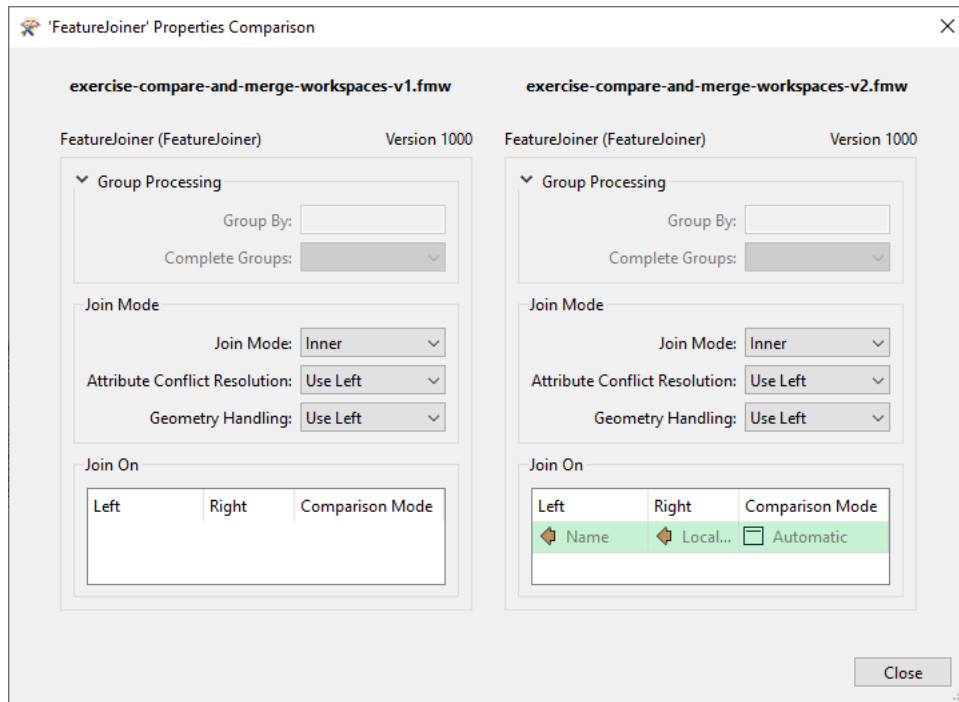 'FeatureJoiner' Properties Comparison
exercise-compare-and-merge-workspaces-v1.fmw
FeatureJoiner (FeatureJoiner) Version 1000
Group Processing
Group By:
Complete Groups:
Join Mode
Join Mode: Inner
Attribute Conflict Resolution: Use Left
Geometry Handling: Use Left
Join On
Left Right Comparison Mode
exercise-compare-and-merge-workspaces-v2.fmw
FeatureJoiner (FeatureJoiner) Version 1000
Group Processing
Group By:
Complete Groups:
Join Mode
Join Mode: Inner
Attribute Conflict Resolution: Use Left
Geometry Handling: Use Left
Join On
Left Right Comparison Mode
Name Local... Automatic
Close